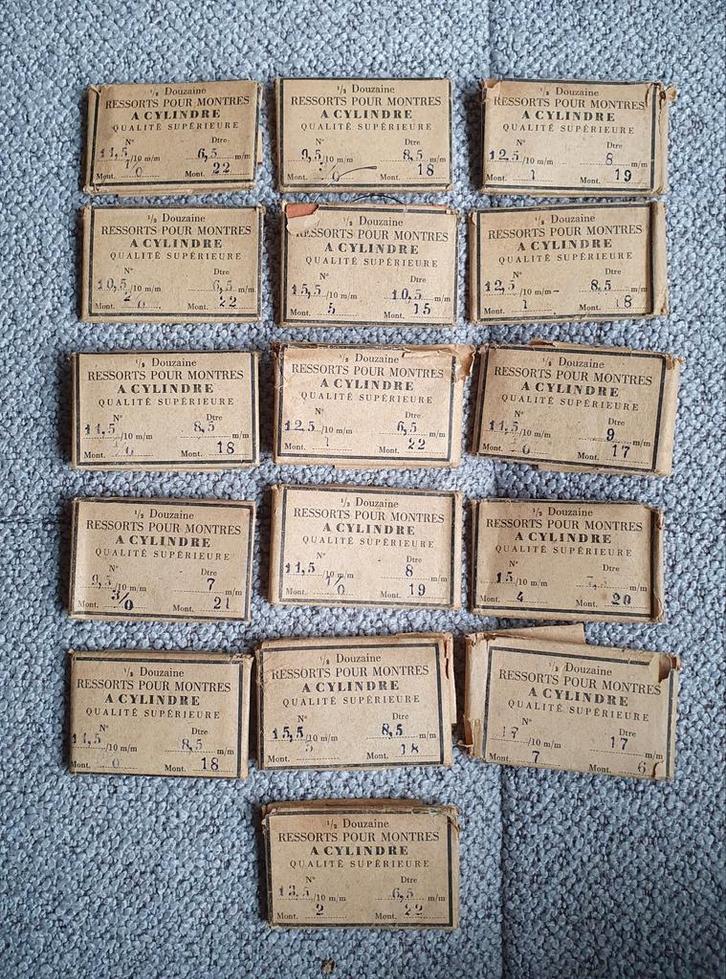 1/2 Douzaine
RESSORTS POUR MONTRES
A CYLINDRE
QUALITÉ SUPÉRIEURE
N° Dtre
11,5/10 m/m 6,5 m/m
Mont. 0 Mont. 22
1/2 Douzaine
RESSORTS POUR MONTRES
A CYLINDRE
QUALITÉ SUPÉRIEURE
N° Dtre
9,5/10 m/m 8,5 m/m
Mont. 0 Mont. 18
1/2 Douzaine
RESSORTS POUR MONTRES
A CYLINDRE
QUALITÉ SUPÉRIEURE
N° Dtre
12,5/10 m/m 8 m/m
Mont. 1 Mont. 19
1/2 Douzaine
RESSORTS POUR MONTRES
A CYLINDRE
QUALITÉ SUPÉRIEURE
N° Dtre
10,5/10 m/m 6,5 m/m
Mont. 0 Mont. 22
1/2 Douzaine
RESSORTS POUR MONTRES
A CYLINDRE
QUALITÉ SUPÉRIEURE
N° Dtre
15,5/10 m/m 10,5 m/m
Mont. 5 Mont. 15
1/2 Douzaine
RESSORTS POUR MONTRES
A CYLINDRE
QUALITÉ SUPÉRIEURE
N° Dtre
12,5/10 m/m 8,5 m/m
Mont. 1 Mont. 18
1/2 Douzaine
RESSORTS POUR MONTRES
A CYLINDRE
QUALITÉ SUPÉRIEURE
N° Dtre
11,5/10 m/m 8,5 m/m
Mont. 0 Mont. 18
1/2 Douzaine
RESSORTS POUR MONTRES
A CYLINDRE
QUALITÉ SUPÉRIEURE
N° Dtre
12,5/10 m/m 6,5 m/m
Mont. 1 Mont. 22
1/2 Douzaine
RESSORTS POUR MONTRES
A CYLINDRE
QUALITÉ SUPÉRIEURE
N° Dtre
11,5/10 m/m 9 m/m
Mont. 0 Mont. 17
1/2 Douzaine
RESSORTS POUR MONTRES
A CYLINDRE
QUALITÉ SUPÉRIEURE
N° Dtre
9,5/10 m/m 7 m/m
Mont. 3/0 Mont. 21
1/2 Douzaine
RESSORTS POUR MONTRES
A CYLINDRE
QUALITÉ SUPÉRIEURE
N° Dtre
11,5/10 m/m 8 m/m
Mont. 0 Mont. 19
1/2 Douzaine
RESSORTS POUR MONTRES
A CYLINDRE
QUALITÉ SUPÉRIEURE
N° Dtre
15/10 m/m m/m
Mont. 4 Mont. 20
1/2 Douzaine
RESSORTS POUR MONTRES
A CYLINDRE
QUALITÉ SUPÉRIEURE
N° Dtre
11,5/10 m/m 8,5 m/m
Mont. 0 Mont. 18
1/2 Douzaine
RESSORTS POUR MONTRES
A CYLINDRE
QUALITÉ SUPÉRIEURE
N° Dtre
15,5/10 m/m 8,5 m/m
Mont. 5 Mont. 18
1/2 Douzaine
RESSORTS POUR MONTRES
A CYLINDRE
QUALITÉ SUPÉRIEURE
N° Dtre
17/10 m/m 17 m/m
Mont. 7 Mont. 6
1/2 Douzaine
RESSORTS POUR MONTRES
A CYLINDRE
QUALITÉ SUPÉRIEURE
N° Dtre
13,5/10 m/m 6,5 m/m
Mont. 2 Mont. 22